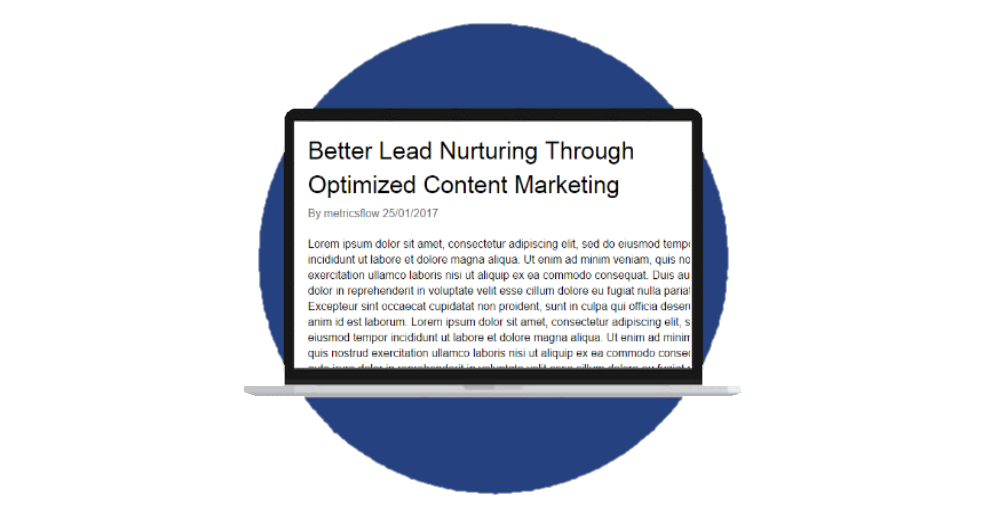 Better Lead Nurturing Through
Optimized Content Marketing
By metricsflow 25/01/2017
Lorem ipsum dolor sit amet, consectetur adipiscing elit, sed do eiusmod tempo
incididunt ut labore et dolore magna aliqua. Ut enim ad minim veniam, quis no
exercitation ullamco laboris nisi ut aliquip ex ea commodo consequat. Duis au
dolor in reprehenderit in voluptate velit esse cillum dolore eu fugiat nulla pariat
Excepteur sint occaecat cupidatat non proident, sunt in culpa qui officia deser
anim id est laborum. Lorem ipsum dolor sit amet, consectetur adipiscing elit, s
eiusmod tempor incididunt ut labore et dolore magna aliqua. Ut enim ad minim
quis nostrud exercitation ullamco laboris nisi ut aliquip ex ea commodo conse